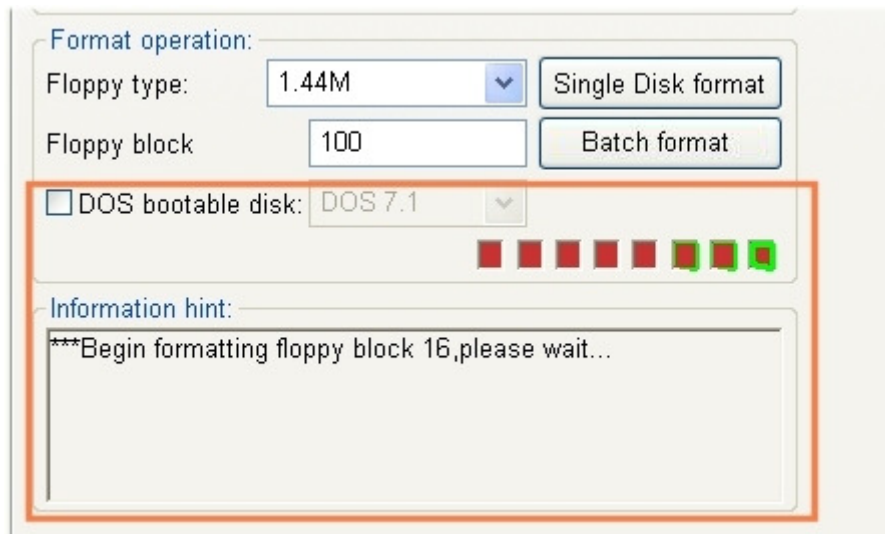 Format operation:
Floppy type: 1.44M Single Disk format
Floppy block 100 Batch format
DOS bootable disk: DOS 7.1
Information hint:
***Begin formatting floppy block 16,please wait...